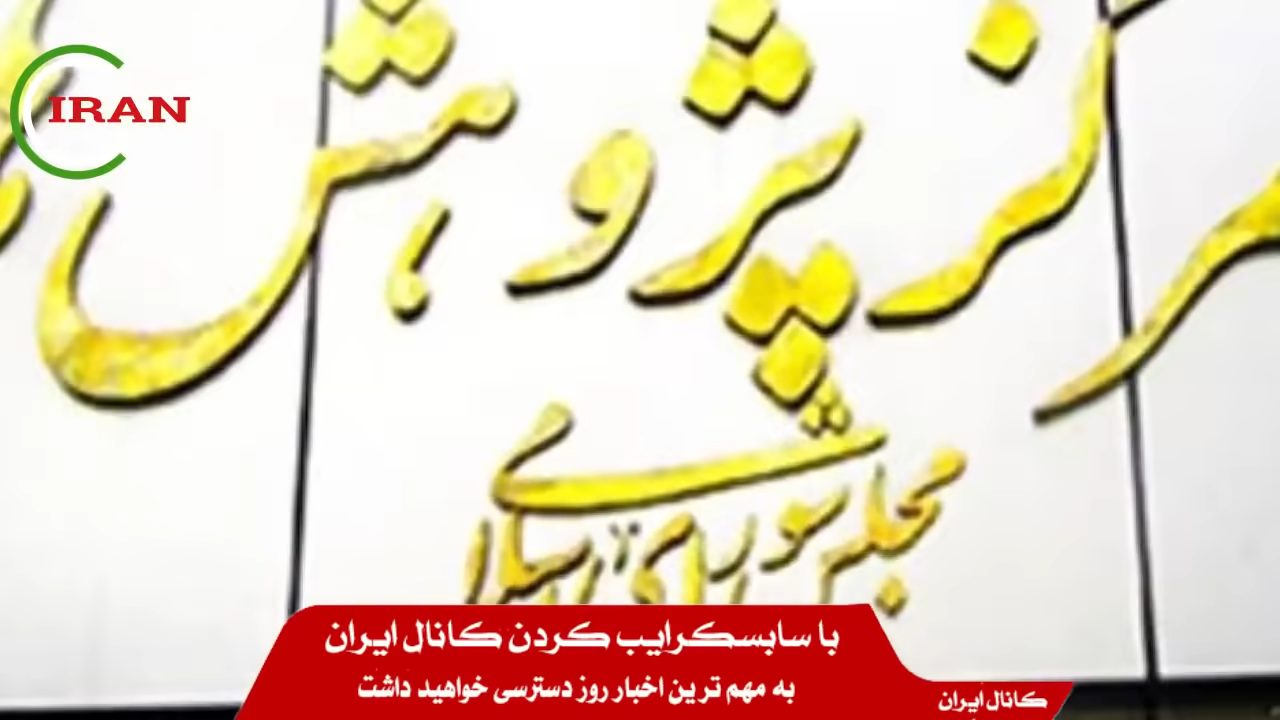 IRAN
مرکز پژوهش
مجلس شورای اسلامی
با سابسکرایب کردن کانال ایران
به مهم ترین اخبار روز دسترسی خواهید داشت
کانال ایران